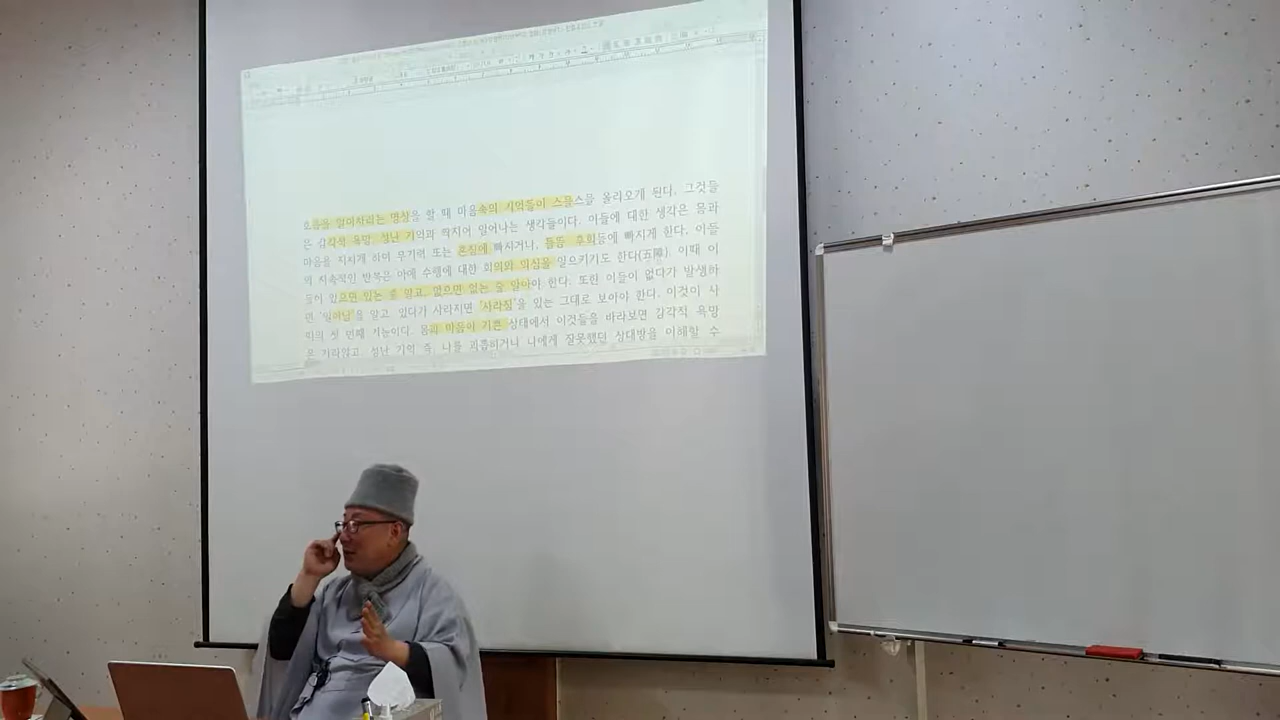 호흡을 알아차리는 명상을 할 때 마음속의 기억들이 스믈스믈 올라오게 된다. 그것들
은 감각적 욕망, 성난 기억과 짝지어 일어나는 생각들이다. 이들에 대한 생각은 몸과
마음을 지치게 하여 무기력 또는 혼침에 빠지거나, 들뜸 후회들에 빠지게 한다. 이들
의 지속적인 반복은 아예 수행에 대한 회의와 의심을 일으키기도 한다(五障) 이때 이
들이 있으면 있는 줄 알고, 없으면 없는 줄 알아야 한다. 또한 이들이 없다가 발생하
면 '일어남'을 알고, 있다가 사라지면 '사라짐'을 있는 그대로 보아야 한다. 이것이 사
띠의 첫 번째 기능이다. 몸과 마음이 기쁜 상태에서 이것들을 바라보면 감각적 욕망
은 가라앉고, 성난 기억 즉, 나를 괴롭히거나 나에게 잘못했던 상대방을 이해할 수